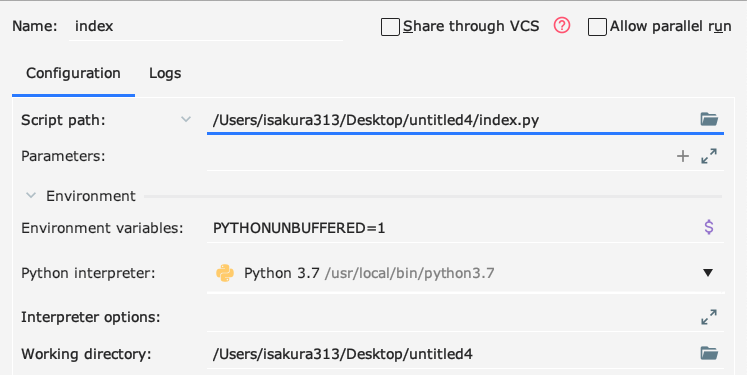 Name: index Share through VCS Allow parallel run
Configuration Logs
Script path: /Users/isakura313/Desktop/untitled4/index.py
Parameters:
Environment
Environment variables: PYTHONUNBUFFERED=1
Python interpreter: Python 3.7 /usr/local/bin/python3.7
Interpreter options:
Working directory: /Users/isakura313/Desktop/untitled4